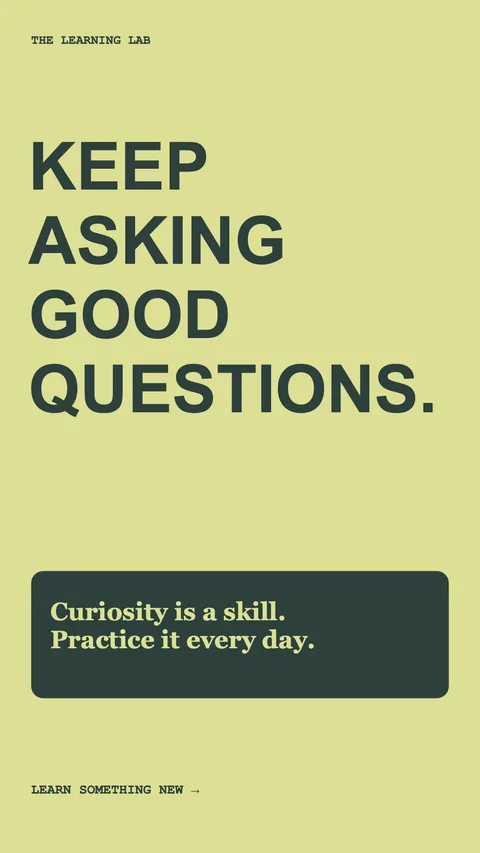 THE LEARNING LAB
KEEP
ASKING
GOOD
QUESTIONS.
Curiosity is a skill.
Practice it every day.
LEARN SOMETHING NEW →